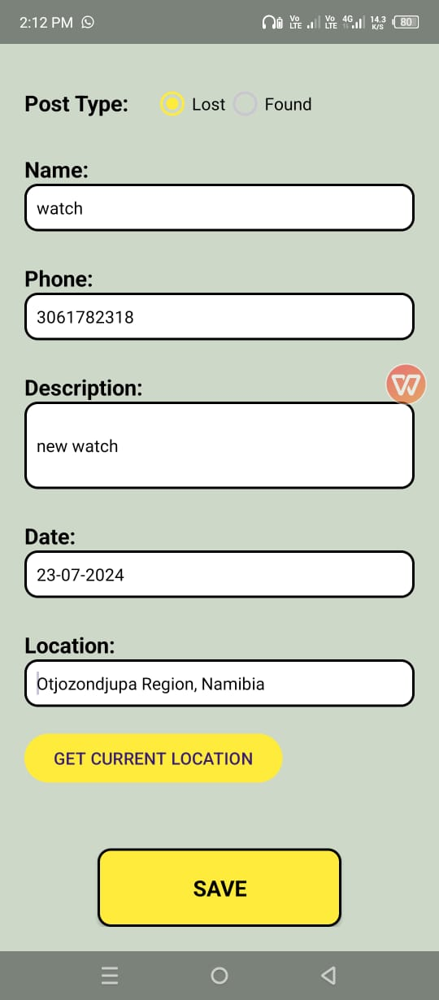 2:12 PM
Vo LTE Vo LTE 4G 14.3 K/S 80
Post Type: Lost Found
Name:
watch
Phone:
3061782318
Description:
new watch
Date:
23-07-2024
Location:
Otjozondjupa Region, Namibia
GET CURRENT LOCATION
SAVE